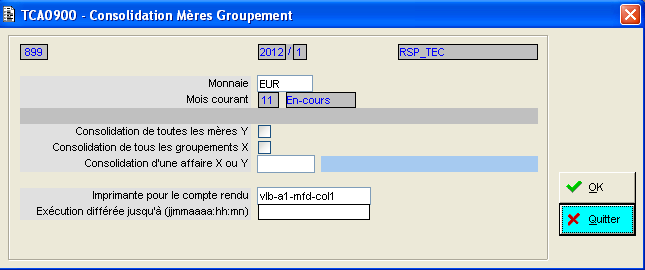 TCA0900 - Consolidation Mères Groupement
899 2012 / 1 RSP_TEC
Monnaie EUR
Mois courant 11 En-cours
Consolidation de toutes les mères Y
Consolidation de tous les groupements X
Consolidation d'une affaire X ou Y
Imprimante pour le compte rendu vlb-a1-mfd-col1
Exécution différée jusqu'à (jjmmaaaa:hh:mn)
OK
Quitter